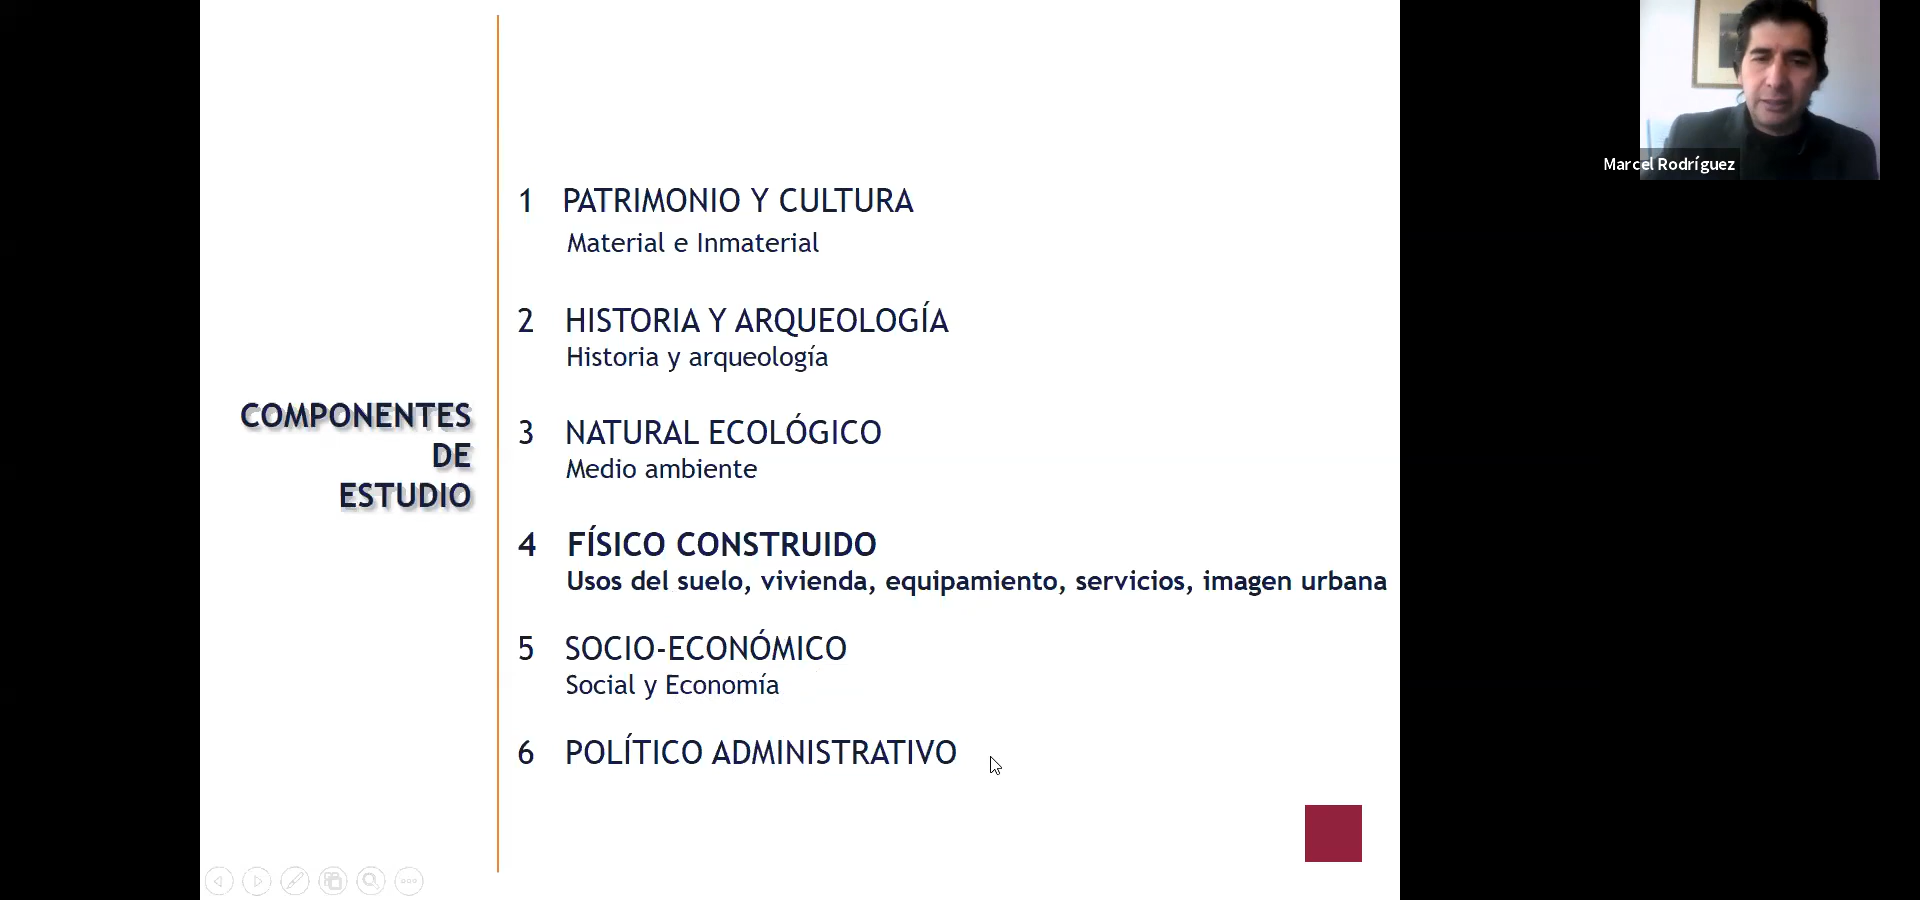 COMPONENTES
DE
ESTUDIO
1 PATRIMONIO Y CULTURA
Material e Inmaterial
2 HISTORIA Y ARQUEOLOGÍA
Historia y arqueología
3 NATURAL ECOLÓGICO
Medio ambiente
4 FÍSICO CONSTRUIDO
Usos del suelo, vivienda, equipamiento, servicios, imagen urbana
5 SOCIO-ECONÓMICO
Social y Economía
6 POLÍTICO ADMINISTRATIVO
Marcel Rodríguez